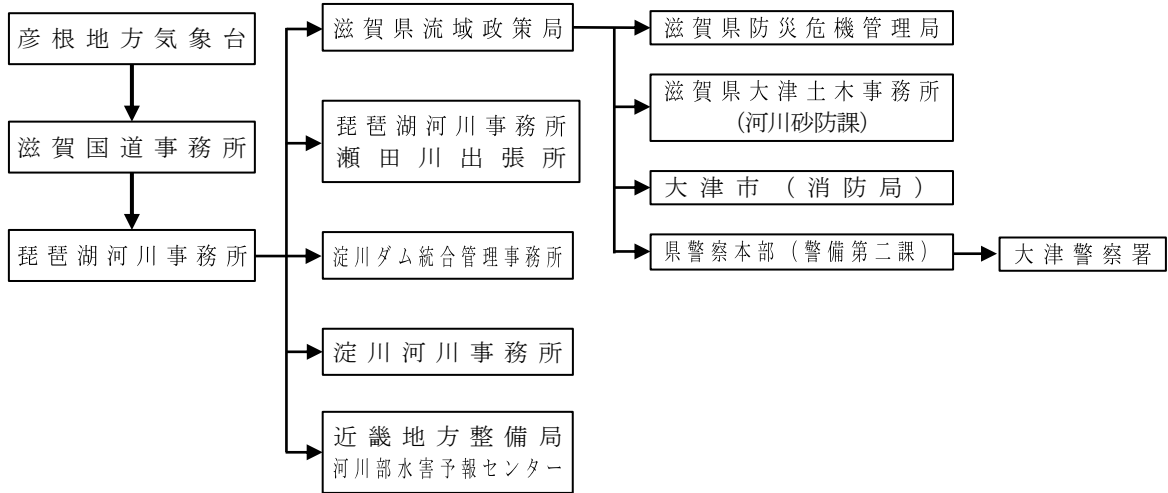 彦根地方気象台
滋賀国道事務所
琵琶湖河川事務所
滋賀県流域政策局
琵琶湖河川事務所
瀬田川出張所
淀川ダム統合管理事務所
淀川河川事務所
近畿地方整備局
河川部水害予報センター
滋賀県防災危機管理局
滋賀県大津土木事務所
(河川砂防課)
大津市(消防局)
県警察本部(警備第二課)
大津警察署